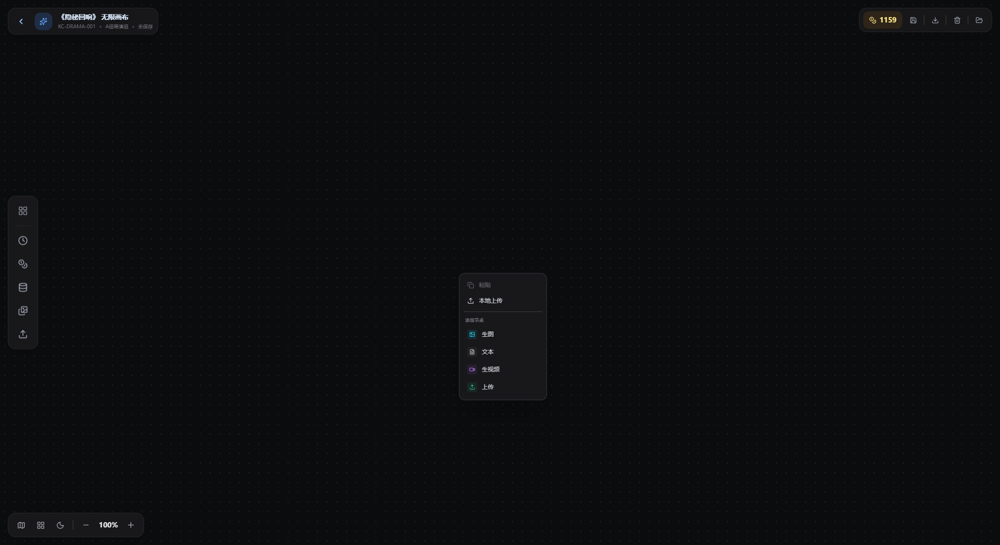 《隐秘回响》 无限画布
KC-DRAMA-001 • A组导演组 • 未保存
1159
粘贴
本地上传
添加节点
生图
文本
生视频
上传
100%